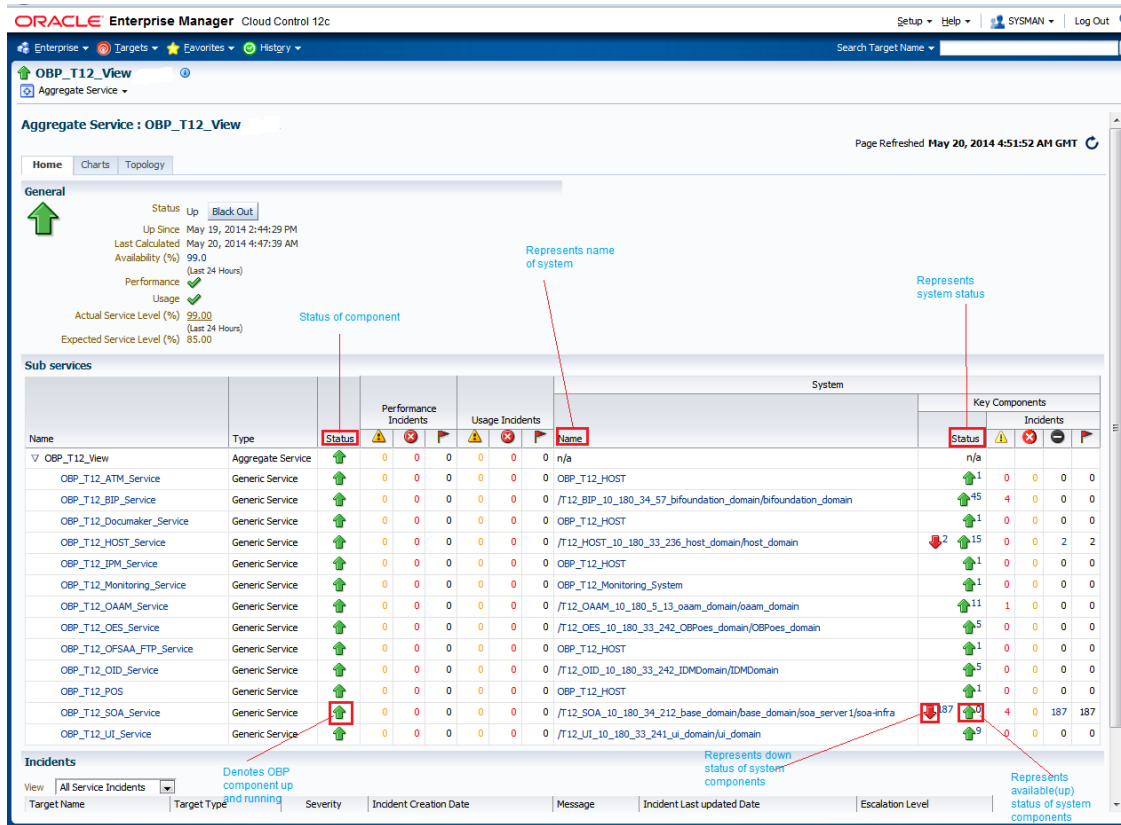 ORACLE Enterprise Manager Cloud Control 12c
Setup Help SYSMAN Log Out
Enterprise Targets Favorites History Search Target Name
OBP_T12_View
Aggregate Service
Aggregate Service : OBP_T12_View
Page Refreshed May 20, 2014 4:51:52 AM GMT
Home Charts Topology
General
Status Up Black Out
Up Since May 19, 2014 2:44:29 PM
Last Calculated May 20, 2014 4:47:39 AM
Availability (%) 99.0
(Last 24 Hours)
Performance
Usage
Actual Service Level (%) 99.00
(Last 24 Hours)
Expected Service Level (%) 85.00
Status of component
Represents name
of system
Represents
system status
Sub services
System
Key Components
Performance
Incidents
Usage Incidents
Incidents
Name Type Status Name Status
OBP_T12_View Aggregate Service 0 0 0 0 0 0 n/a n/a
OBP_T12_ATM_Service Generic Service 0 0 0 0 0 0 OBP_T12_HOST 1 0 0 0 0
OBP_T12_BIP_Service Generic Service 0 0 0 0 0 0 /T12_BIP_10_180_34_57_bifoundation_domain/bifoundation_domain 45 4 0 0 0
OBP_T12_Documaker_Service Generic Service 0 0 0 0 0 0 OBP_T12_HOST 1 0 0 0 0
OBP_T12_HOST_Service Generic Service 0 0 0 0 0 0 /T12_HOST_10_180_33_236_host_domain/host_domain 2 15 0 0 2 2
OBP_T12_IPM_Service Generic Service 0 0 0 0 0 0 OBP_T12_HOST 1 0 0 0 0
OBP_T12_Monitoring_Service Generic Service 0 0 0 0 0 0 OBP_T12_Monitoring_System 1 0 0 0 0
OBP_T12_OAAM_Service Generic Service 0 0 0 0 0 0 /T12_OAAM_10_180_5_13_oaam_domain/oaam_domain 11 1 0 0 0
OBP_T12_OES_Service Generic Service 0 0 0 0 0 0 /T12_OES_10_180_33_242_OBPoes_domain/OBPoes_domain 5 0 0 0 0
OBP_T12_OFSAA_FTP_Service Generic Service 0 0 0 0 0 0 OBP_T12_HOST 1 0 0 0 0
OBP_T12_OID_Service Generic Service 0 0 0 0 0 0 /T12_OID_10_180_33_242_IDMDomain/IDMDomain 5 0 0 0 0
OBP_T12_POS Generic Service 0 0 0 0 0 0 OBP_T12_HOST 1 0 0 0 0
OBP_T12_SOA_Service Generic Service 0 0 0 0 0 0 /T12_SOA_10_180_34_212_base_domain/base_domain/soa_server1/soa-infra 187 0 4 0 187 187
OBP_T12_UI_Service Generic Service 0 0 0 0 0 0 /T12_UI_10_180_33_241_ui_domain/ui_domain 9 0 0 0 0
Incidents
Denotes OBP
component up
and running
Represents down
status of system
components
Represents
available(up)
status of system
components
View All Service Incidents
Target Name Target Type Severity Incident Creation Date Message Incident Last updated Date Escalation Level